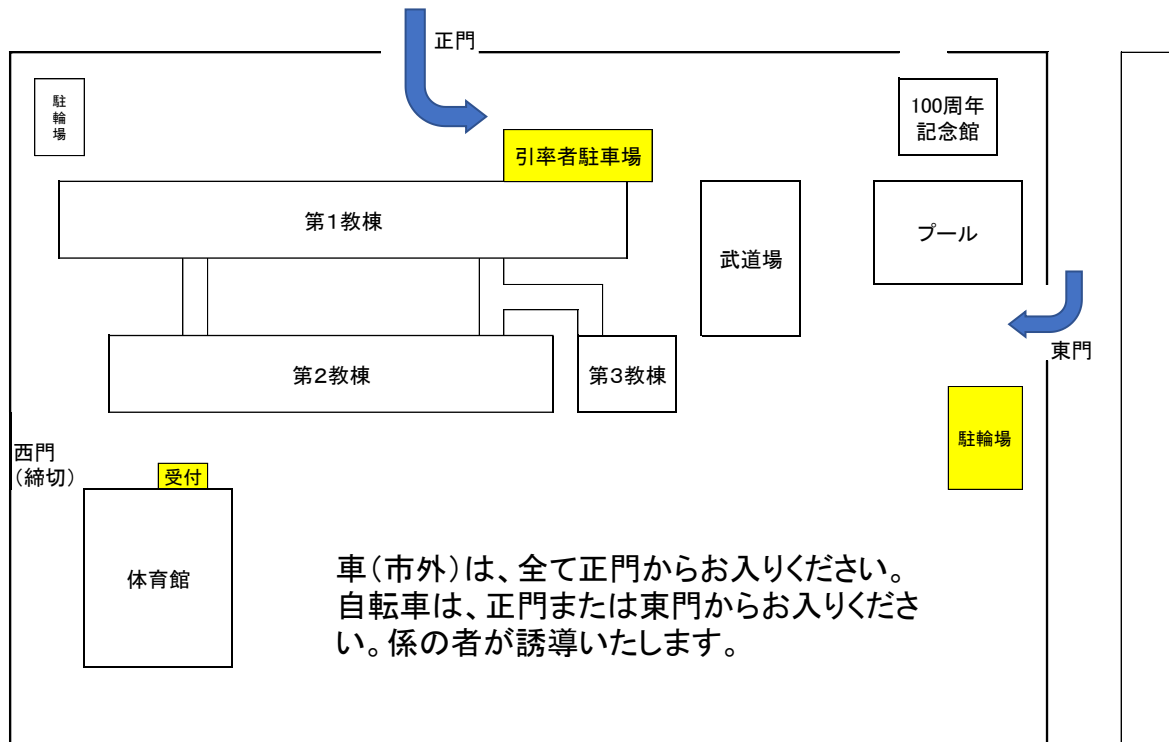 正門
駐輪場
100周年
記念館
引率者駐車場
第1教棟
武道場
プール
東門
第2教棟
第3教棟
駐輪場
西門
(締切)
受付
体育館
車(市外)は、全て正門からお入りください。
自転車は、正門または東門からお入りくださ
い。係の者が誘導いたします。